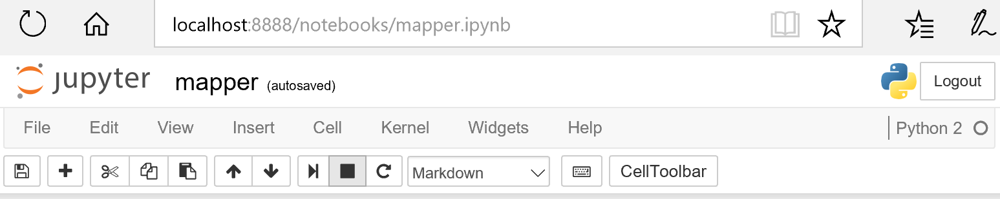 localhost:8888/notebooks/mapper.ipynb
jupyter mapper (autosaved) Logout
File Edit View Insert Cell Kernel Widgets Help Python 2
Markdown CellToolbar